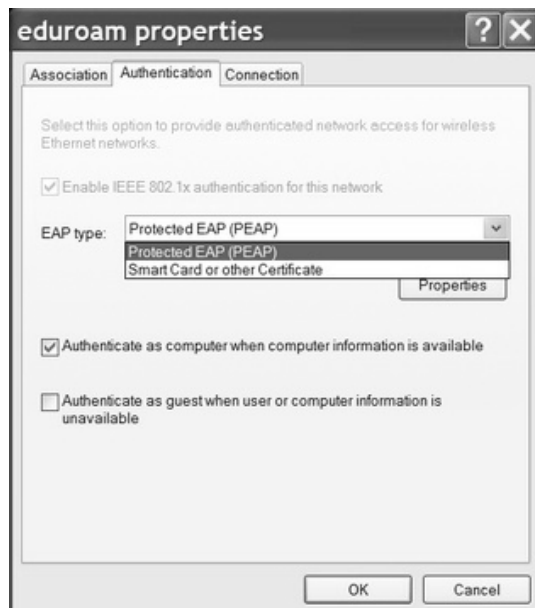 eduroam properties
Association Authentication Connection
Select this option to provide authenticated network access for wireless
Ethernet networks.
Enable IEEE 802.1x authentication for this network
EAP type: Protected EAP (PEAP)
Protected EAP (PEAP)
Smart Card or other Certificate
Properties
Authenticate as computer when computer information is available
Authenticate as guest when user or computer information is
unavailable
OK Cancel